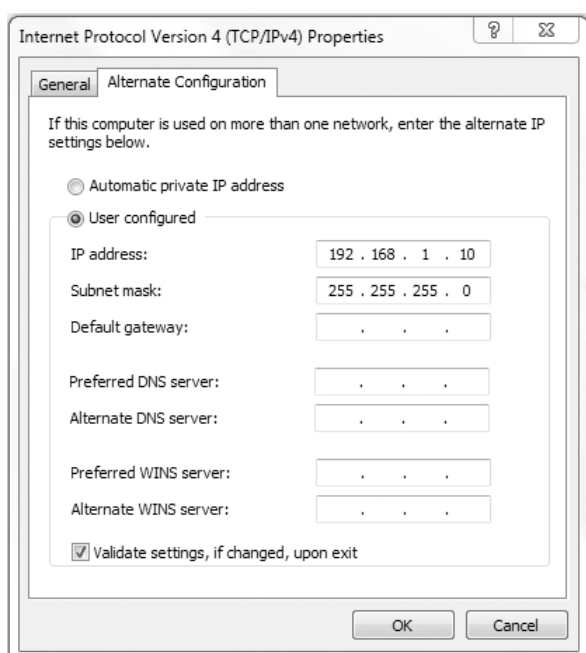 Internet Protocol Version 4 (TCP/IPv4) Properties
?
General
Alternate Configuration
If this computer is used on more than one network, enter the alternate IP
settings below.
Automatic private IP address
User configured
IP address: 192 . 168 . 1 . 10
Subnet mask: 255 . 255 . 255 . 0
Default gateway: . . .
Preferred DNS server: . . .
Alternate DNS server: . . .
Preferred WINS server: . . .
Alternate WINS server: . . .
Validate settings, if changed, upon exit
OK Cancel